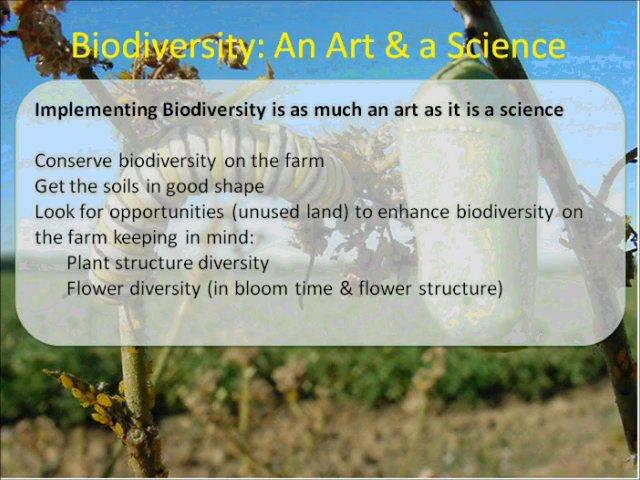 Biodiversity: An Art & a Science
Implementing Biodiversity is as much an art as it is a science
Conserve biodiversity on the farm
Get the soils in good shape
Look for opportunities (unused land) to enhance biodiversity on
the farm keeping in mind:
Plant structure diversity
Flower diversity (in bloom time & flower structure)